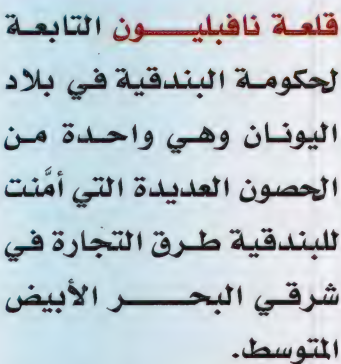 قلعة نافبليون التابعة
لحكومة البندقية في بلاد
اليونان وهي واحدة من
الحصون العديدة التي أمَّنت
للبندقية طرق التجارة في
شرقي البحر الأبيض
المتوسط.